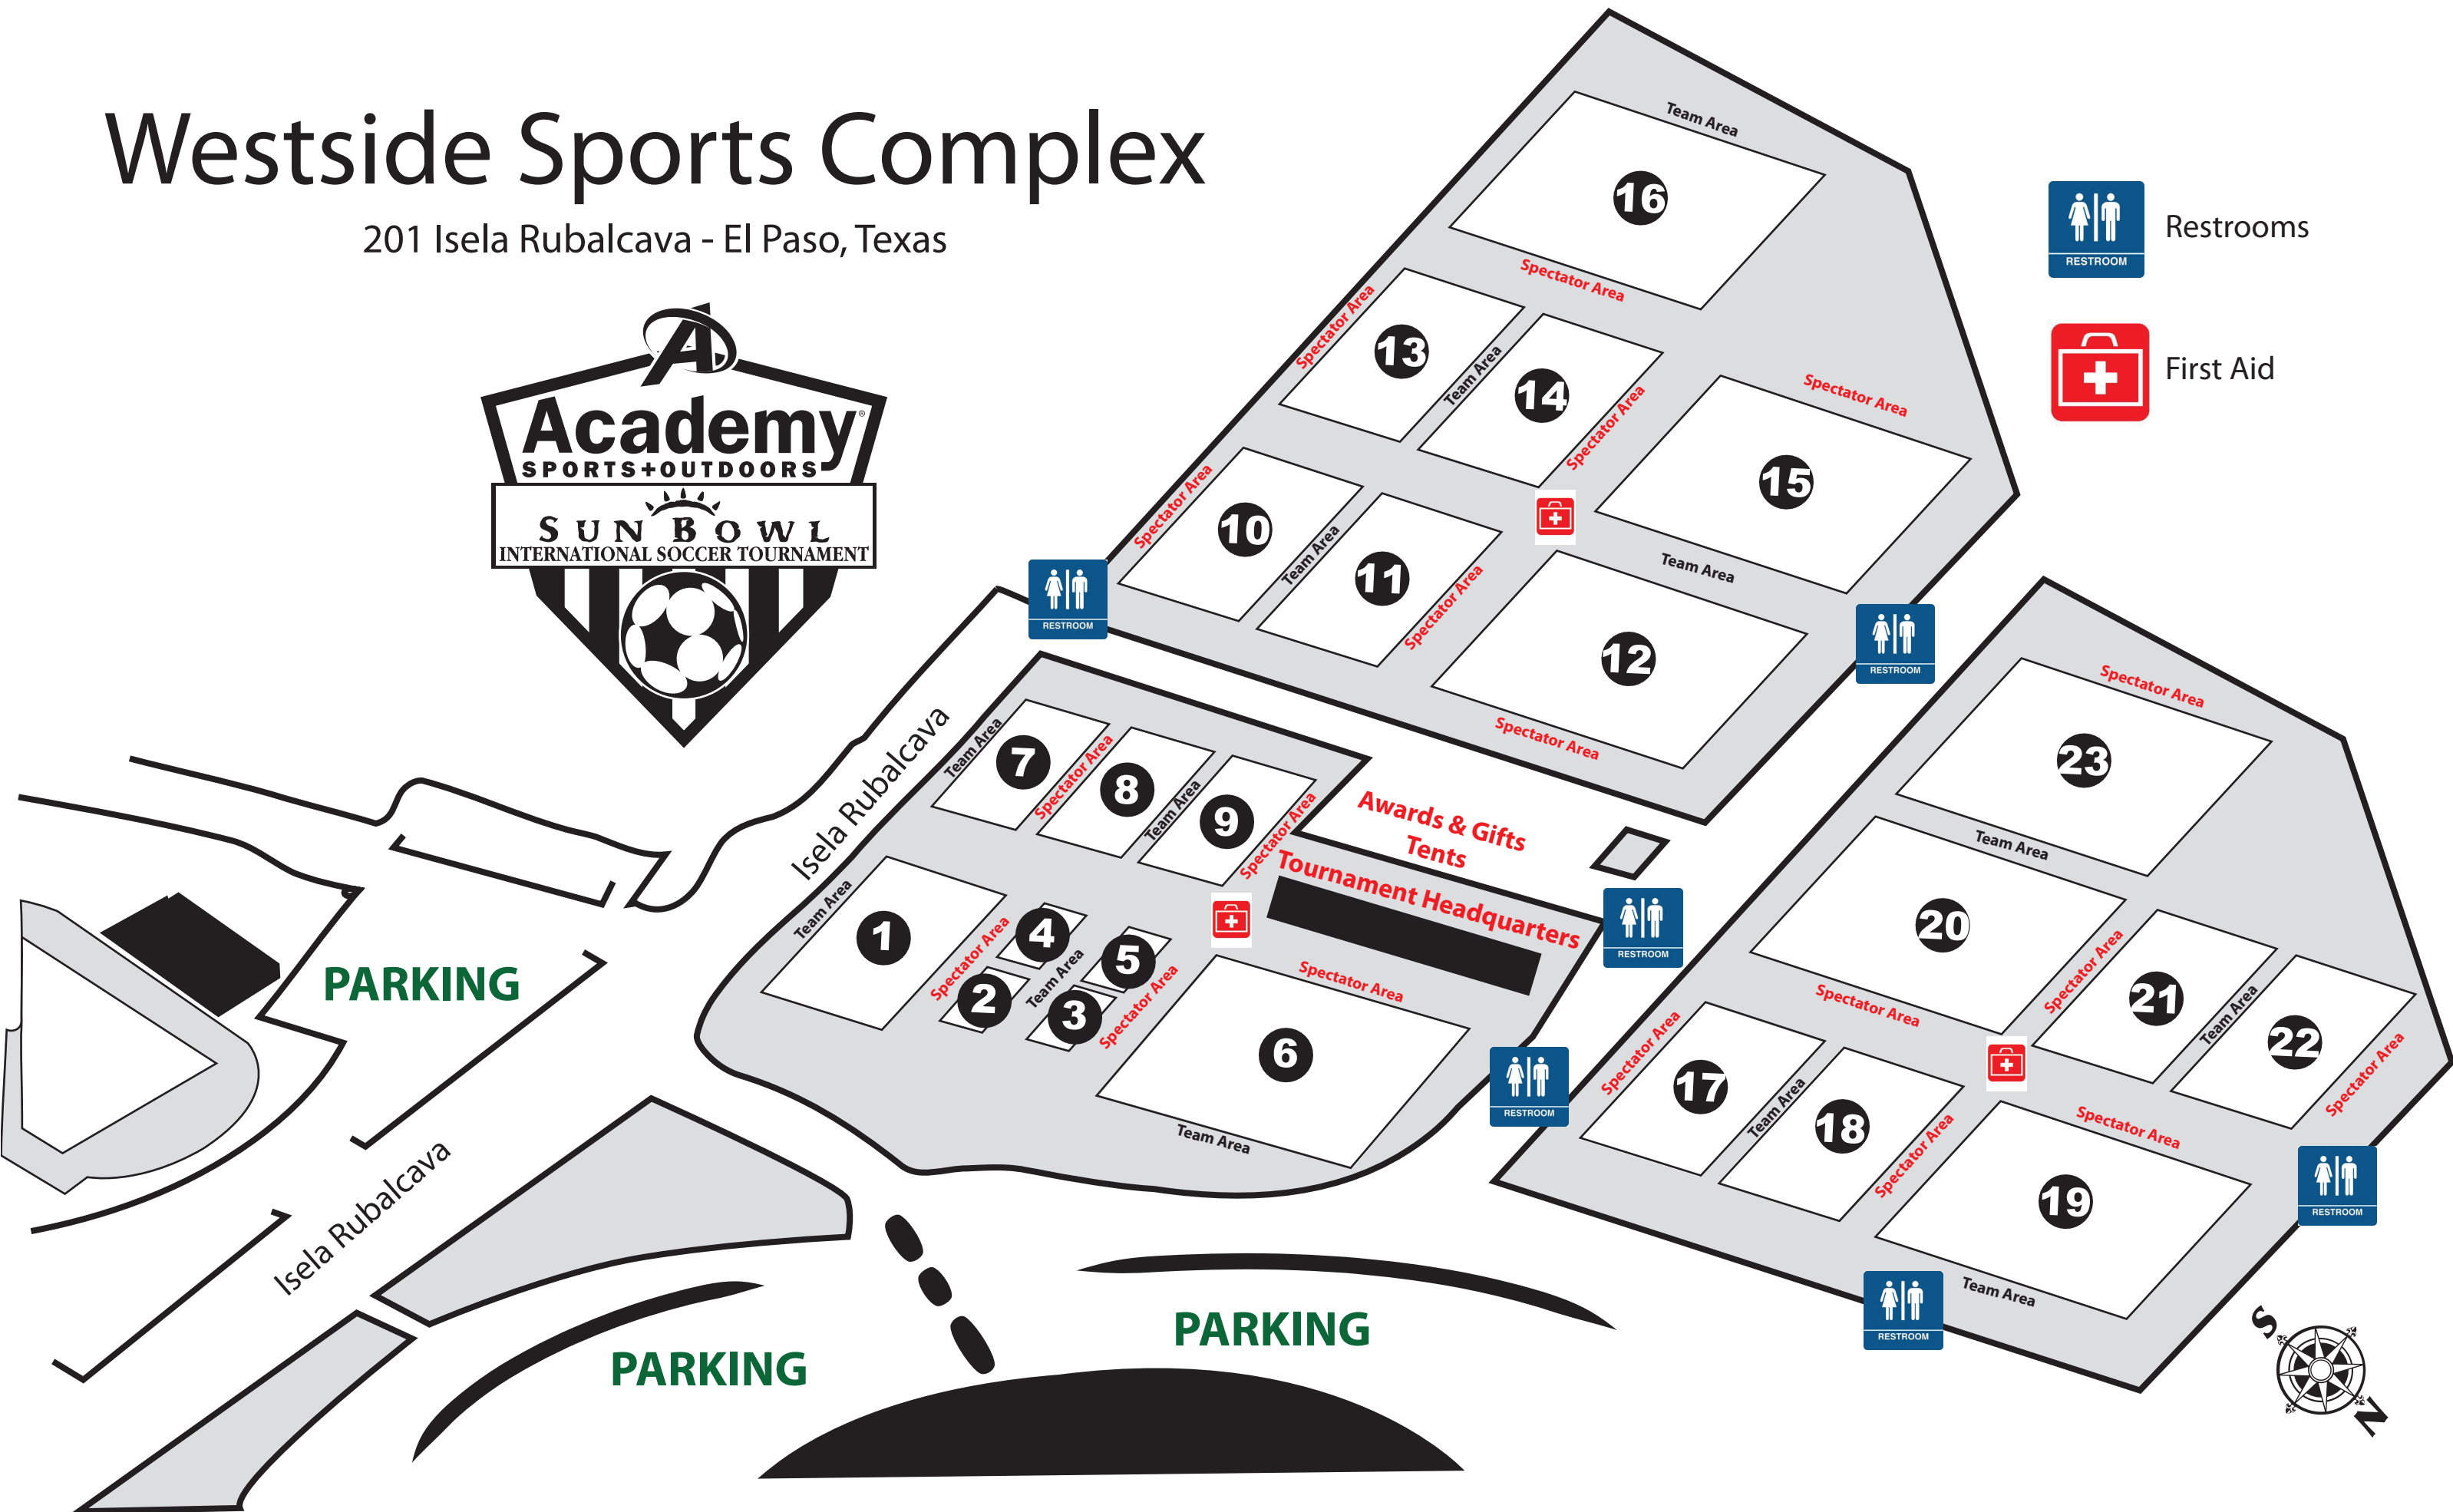 Westside Sports Complex
201 Isela Rubalcava - El Paso, Texas
A
Academy®
SPORTS+OUTDOORS
SUN BOWL
INTERNATIONAL SOCCER TOURNAMENT
RESTROOM
Restrooms
First Aid
Team Area
16
Spectator Area
Spectator Area
13
Team Area
14
Spectator Area
Spectator Area
15
Team Area
Spectator Area
10
Team Area
11
Spectator Area
12
Spectator Area
RESTROOM
RESTROOM
Isela Rubalcava
Team Area
7
Spectator Area
8
Team Area
9
Spectator Area
Awards & Gifts
Tents
Tournament Headquarters
RESTROOM
Team Area
1
Spectator Area
4
2
Team Area
5
3
Spectator Area
Spectator Area
6
Team Area
RESTROOM
Spectator Area
23
Team Area
20
Spectator Area
Spectator Area
21
Team Area
22
Spectator Area
Spectator Area
17
Team Area
18
Spectator Area
Spectator Area
19
Team Area
RESTROOM
RESTROOM
PARKING
Isela Rubalcava
PARKING
PARKING
S
N